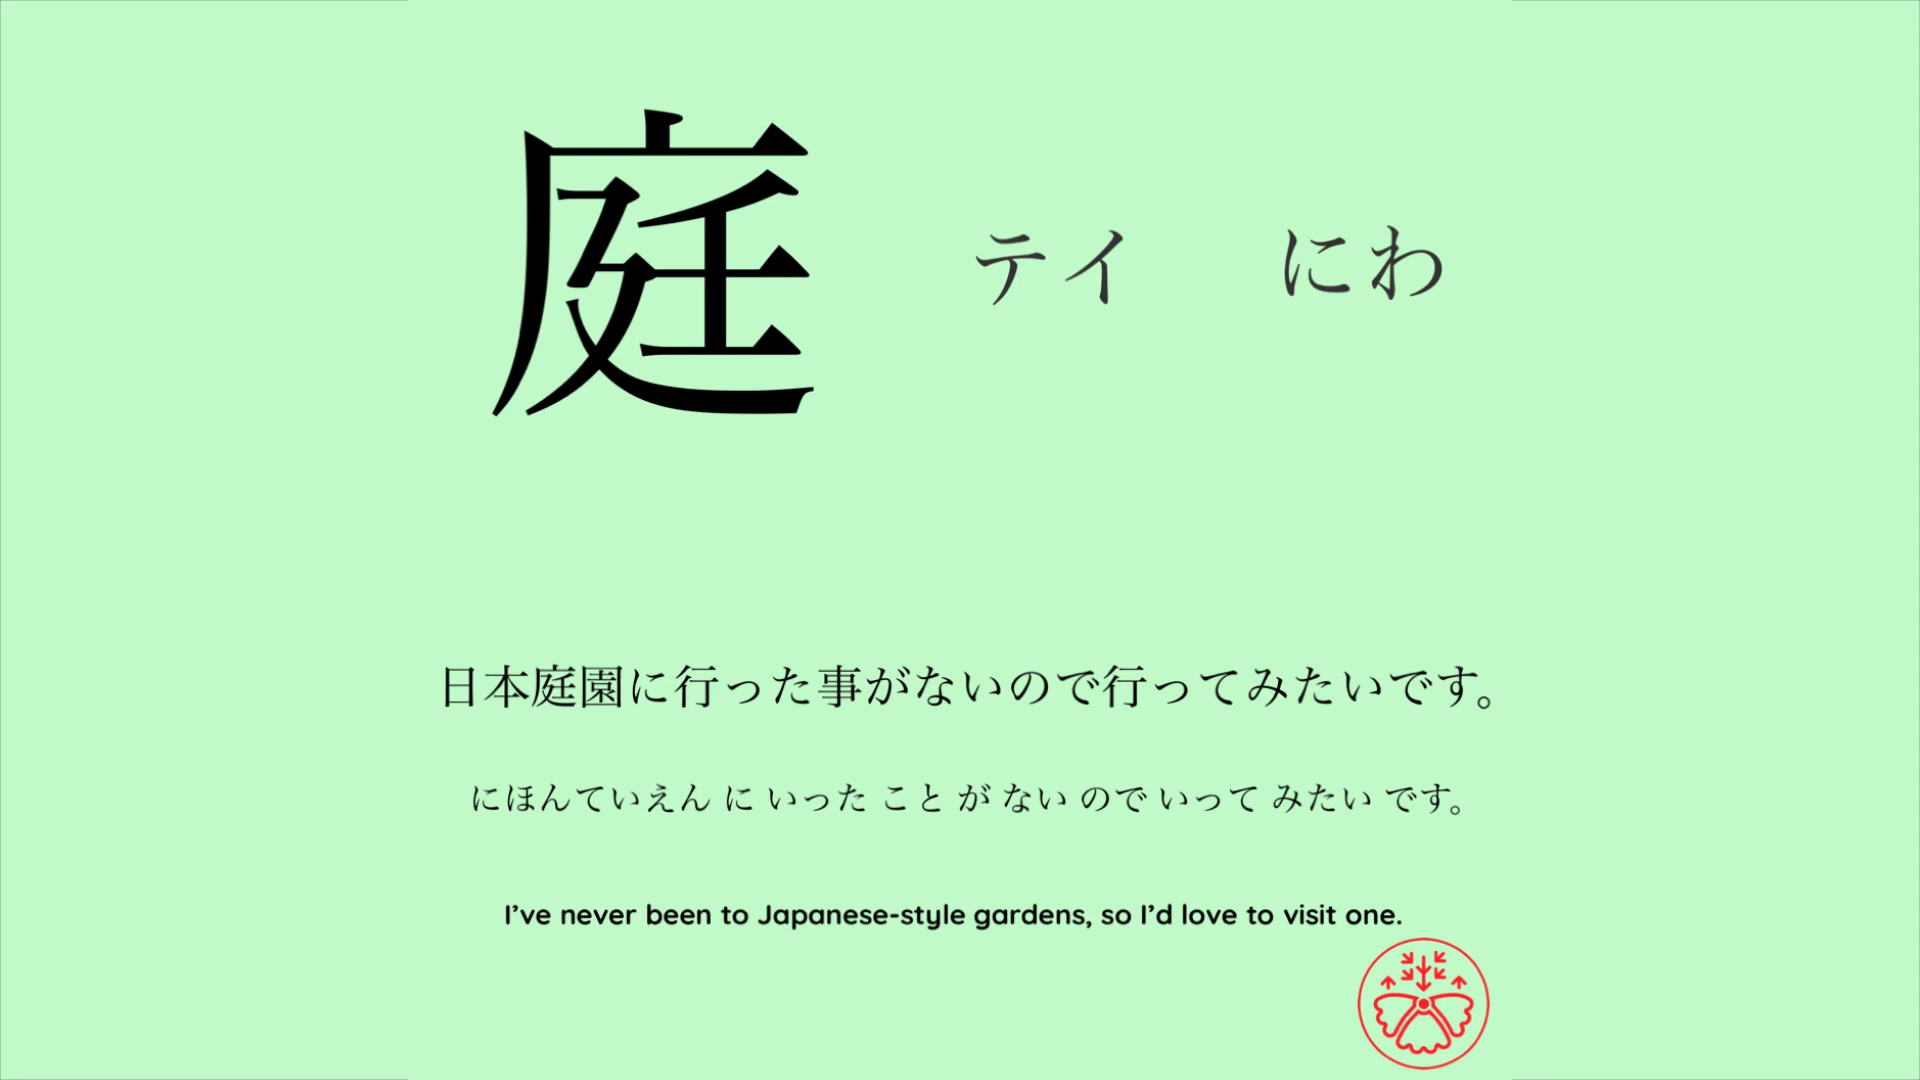 庭 テイ にわ
日本庭園に行った事がないので行ってみたいです。
にほんていえん に いった こと が ない ので いって みたい です。
I’ve never been to Japanese-style gardens, so I’d love to visit one.